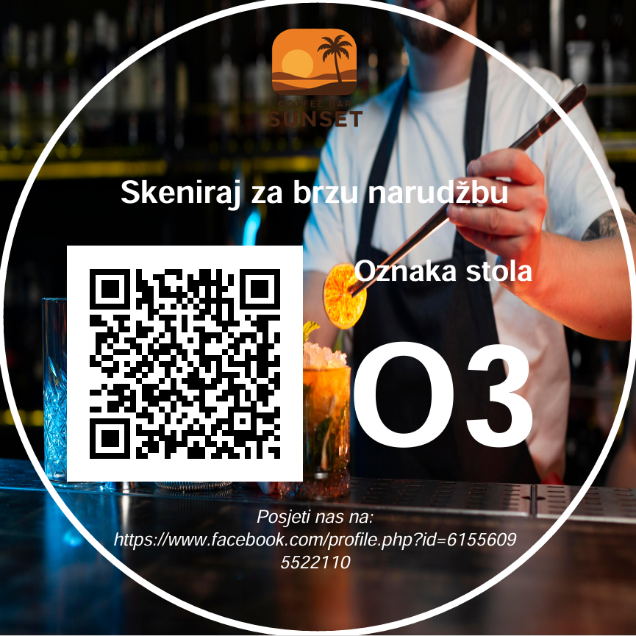 SUNSET
Skeniraj za brzu narudžbu
Oznaka stola
O3
Posjeti nas na:
https://www.facebook.com/profile.php?id=6155609
5522110